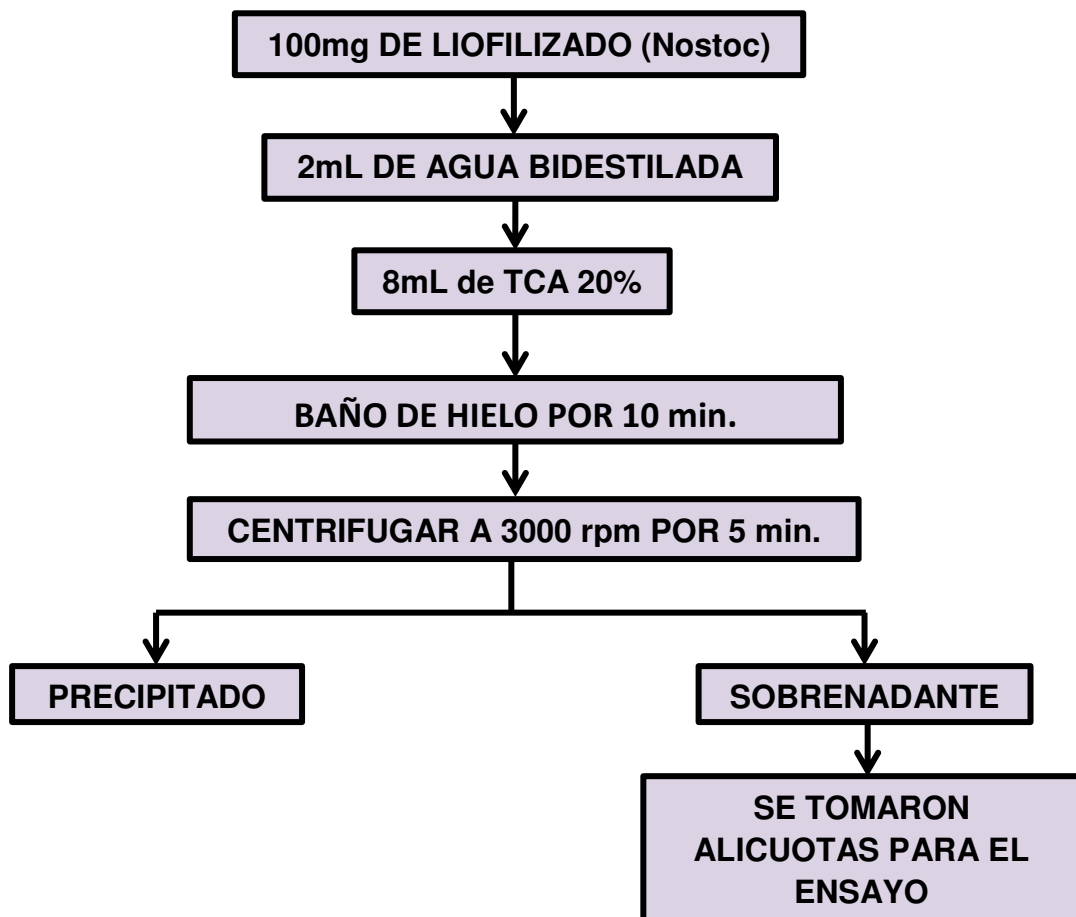 100mg DE LIOFILIZADO (Nostoc)
2mL DE AGUA BIDESTILADA
8mL de TCA 20%
BAÑO DE HIELO POR 10 min.
CENTRIFUGAR A 3000 rpm POR 5 min.
PRECIPITADO
SOBRENADANTE
SE TOMARON
ALICUOTAS PARA EL
ENSAYO